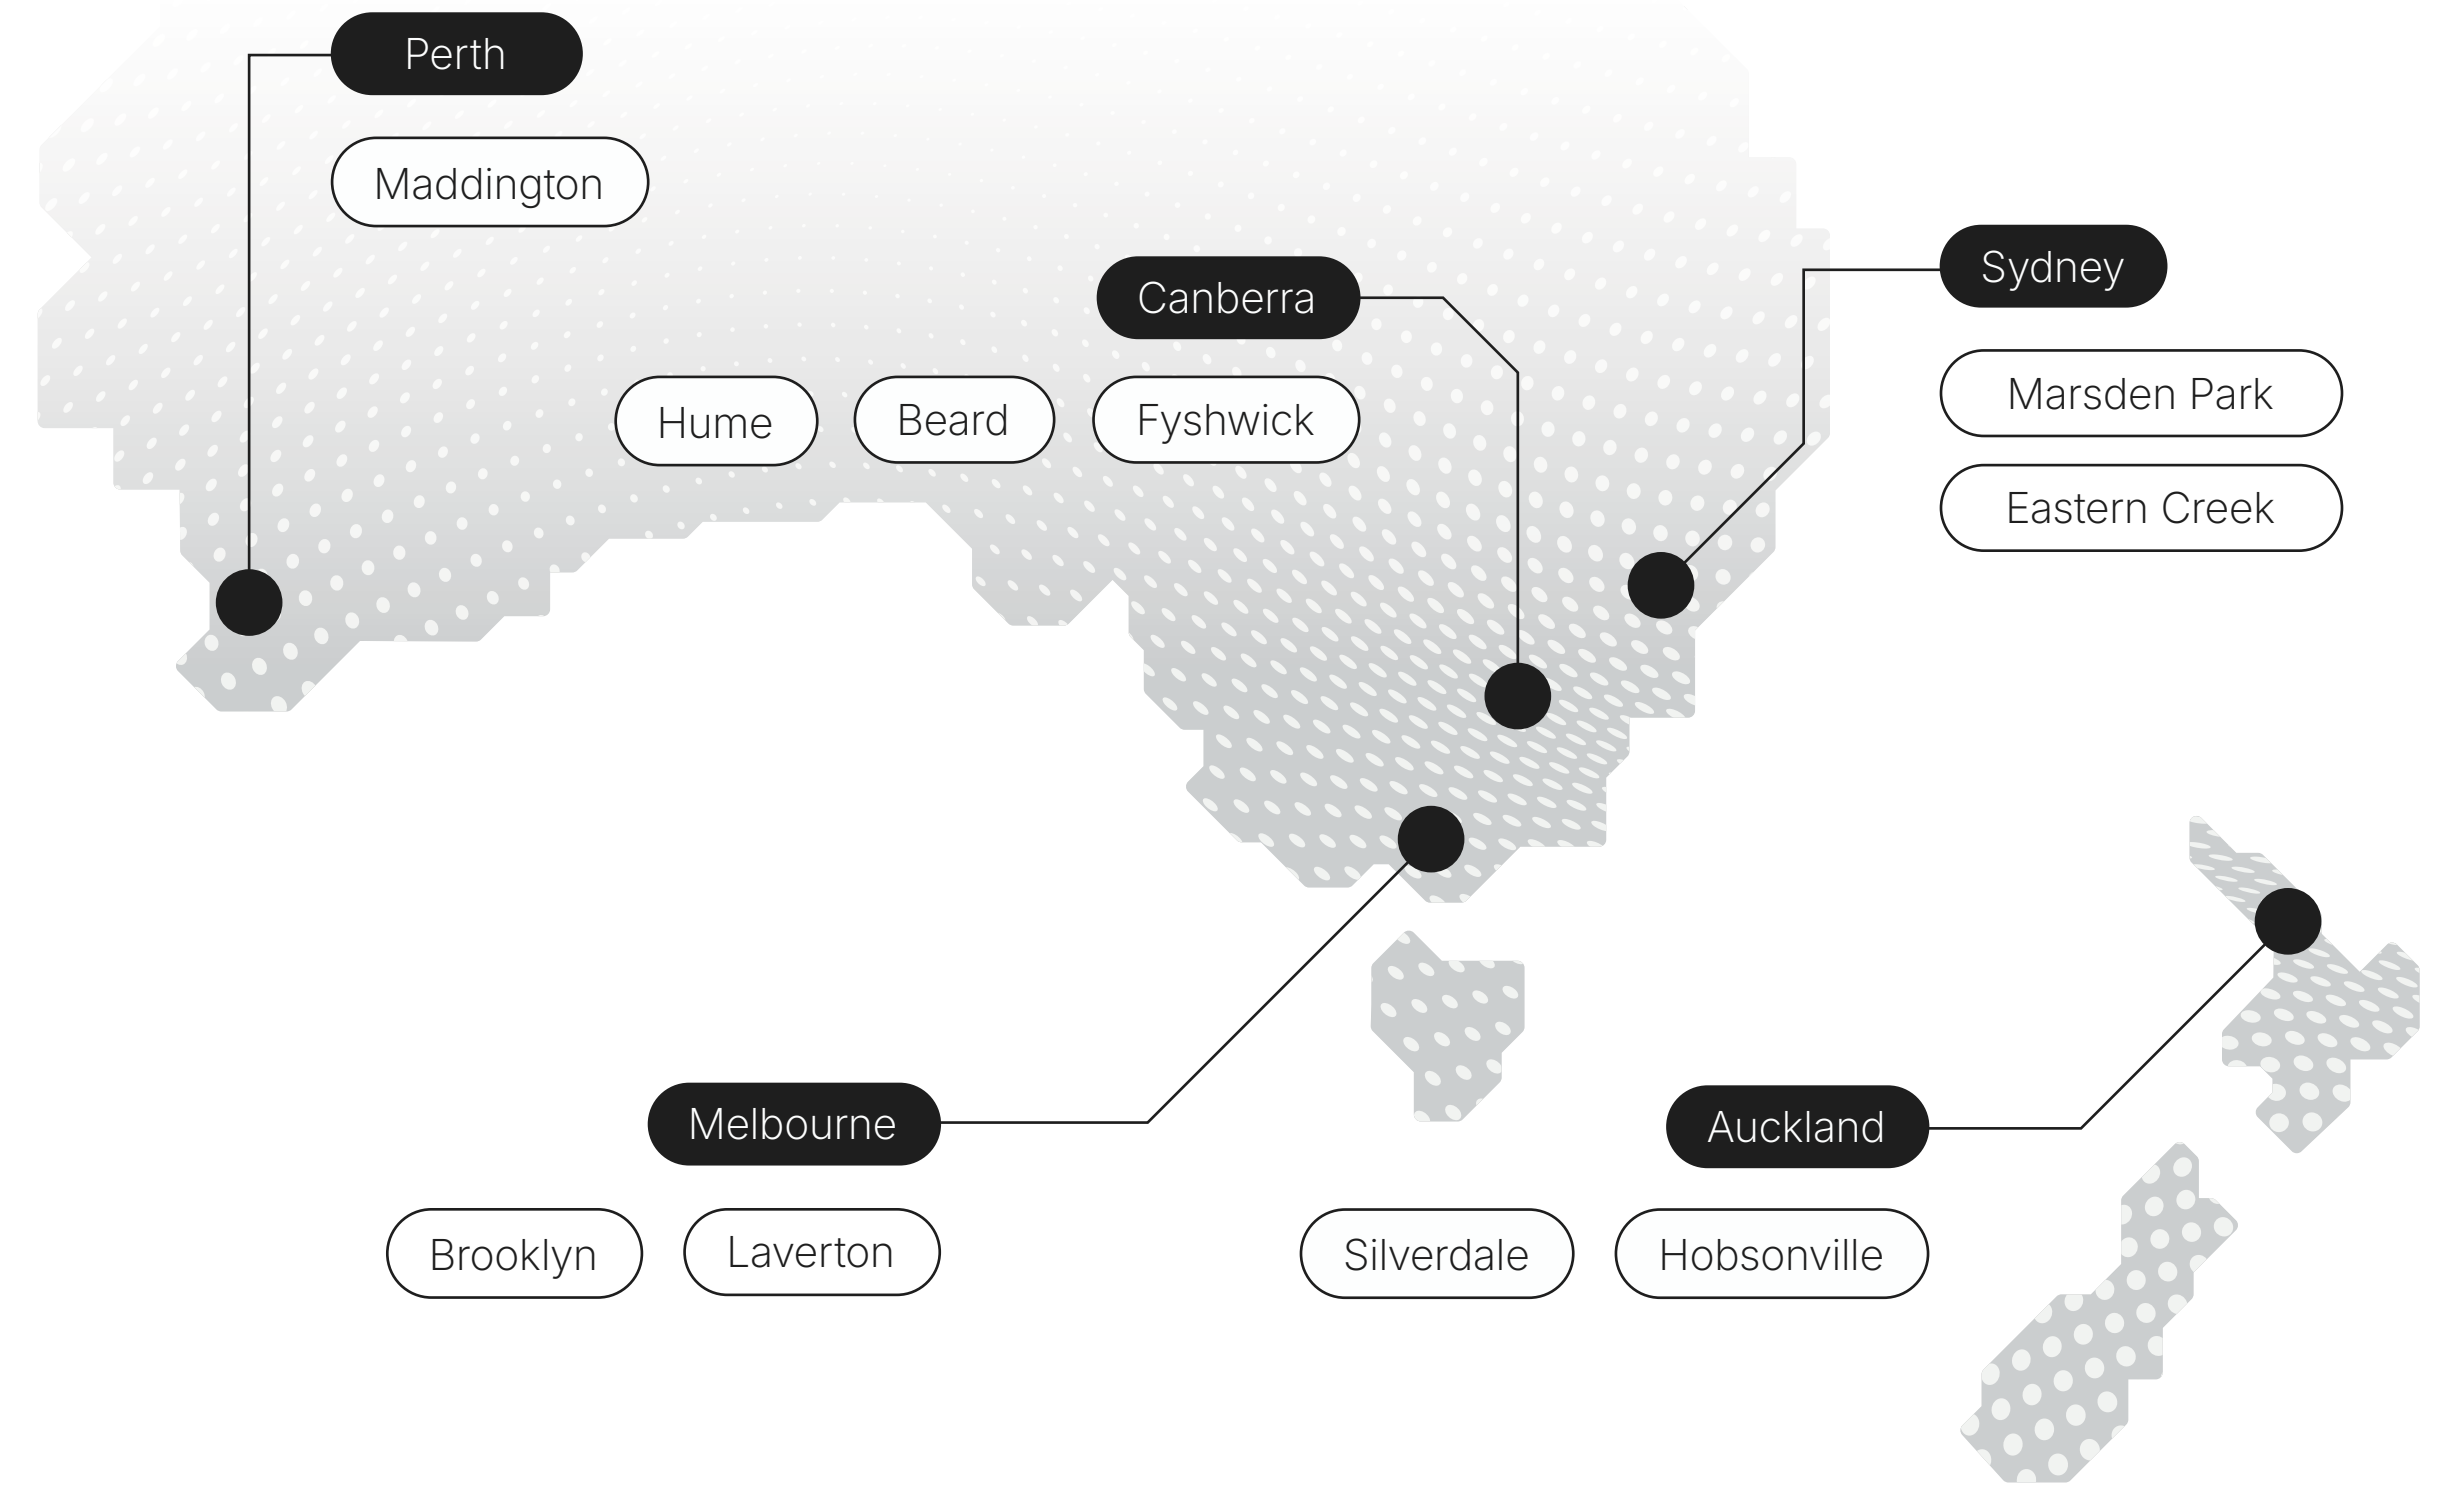 Perth
Maddington
Canberra
Hume
Beard
Fyshwick
Sydney
Marsden Park
Eastern Creek
Melbourne
Brooklyn
Laverton
Auckland
Silverdale
Hobsonville